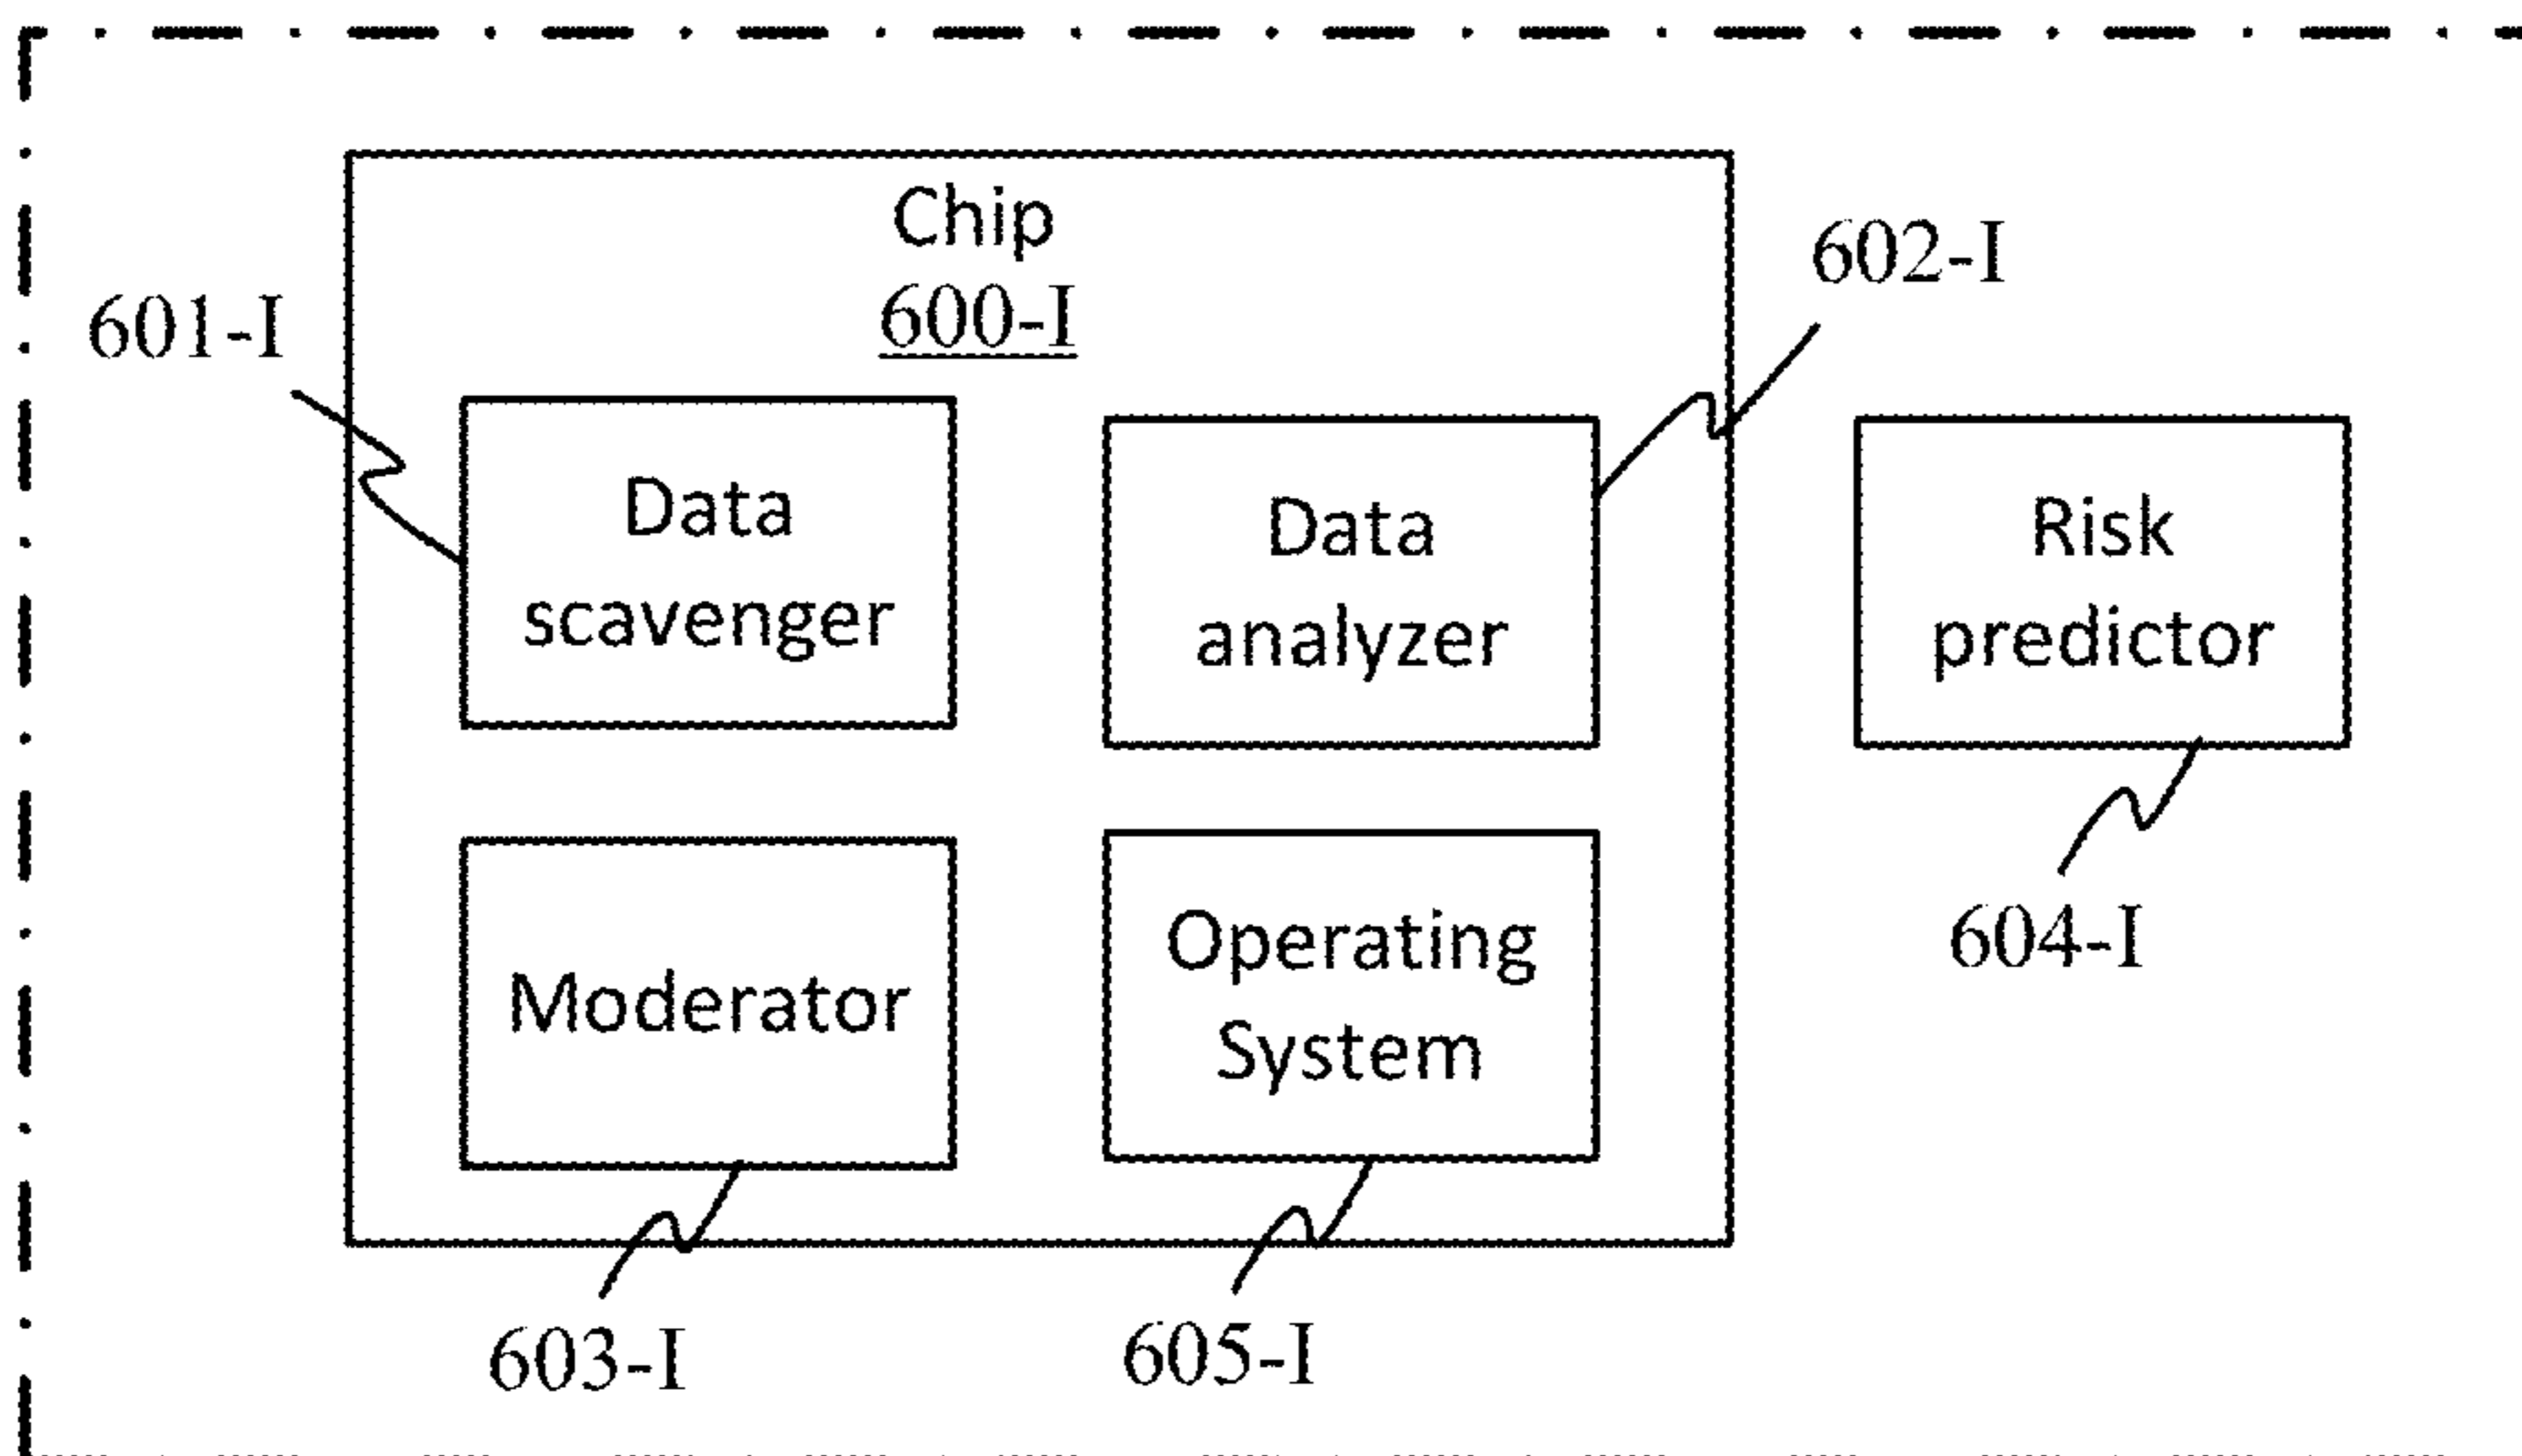 Chip
600-I
601-I
602-I
Data
scavenger
Data
analyzer
Risk
predictor
604-I
Moderator
Operating
System
603-I
605-I